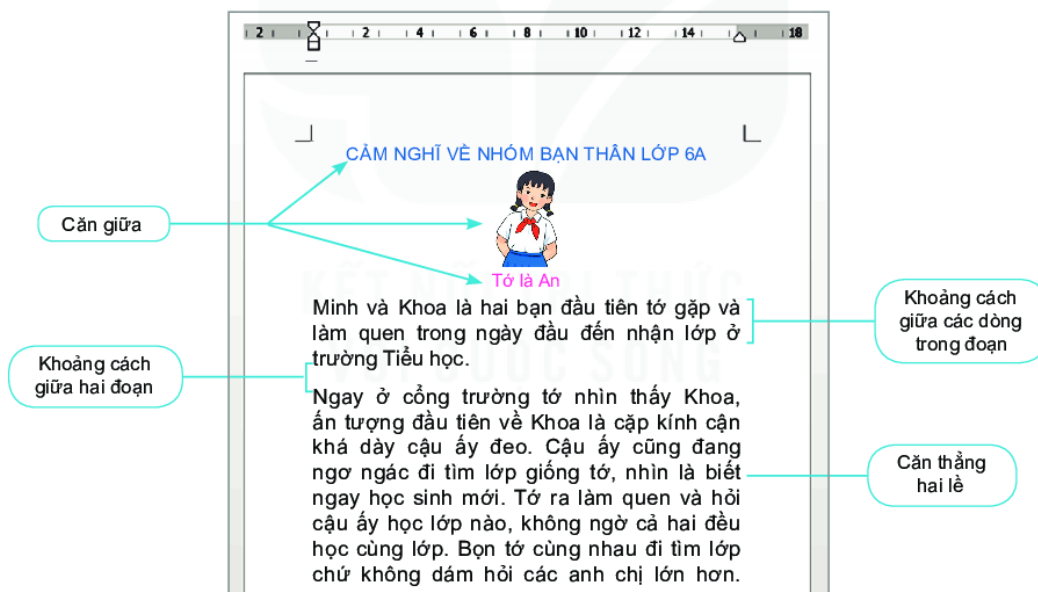 2 2 4 6 8 10 12 14 18
CẢM NGHĨ VỀ NHÓM BẠN THÂN LỚP 6A
Căn giữa
Tớ là An
Minh và Khoa là hai bạn đầu tiên tớ gặp và
làm quen trong ngày đầu đến nhận lớp ở
trường Tiểu học.
Khoảng cách
giữa các dòng
trong đoạn
Khoảng cách
giữa hai đoạn
Ngay ở cổng trường tớ nhìn thấy Khoa,
ấn tượng đầu tiên về Khoa là cặp kính cận
khá dày cậu ấy đeo. Cậu ấy cũng đang
ngơ ngác đi tìm lớp giống tớ, nhìn là biết
ngay học sinh mới. Tớ ra làm quen và hỏi
cậu ấy học lớp nào, không ngờ cả hai đều
học cùng lớp. Bọn tớ cùng nhau đi tìm lớp
chứ không dám hỏi các anh chị lớn hơn.
Căn thẳng
hai lề